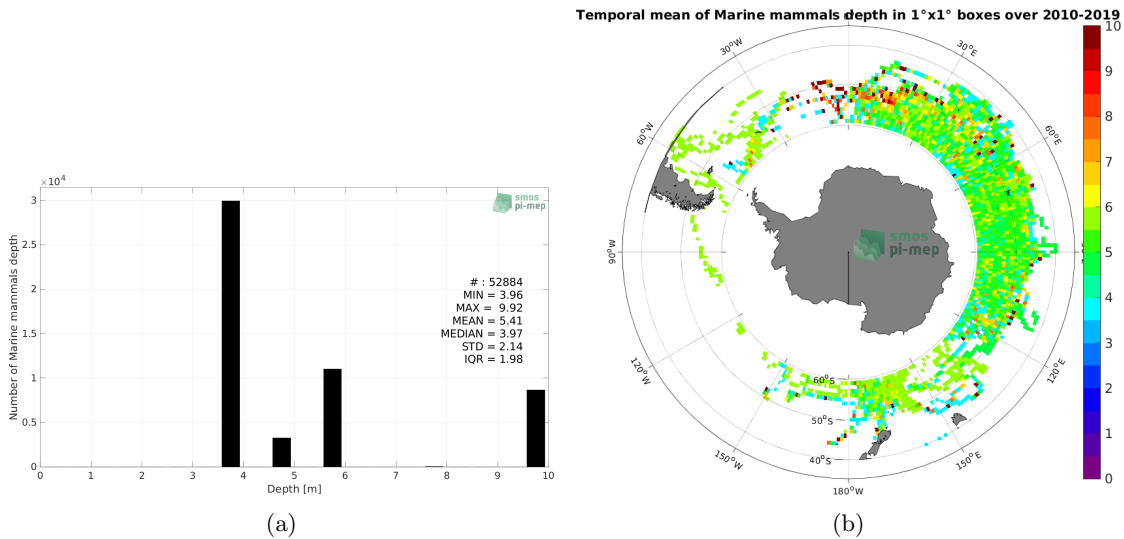 ×10⁴
3
2.5
2
1.5
1
0.5
0
Number of Marine mammals depth
smos
pi-mep
# : 52884
MIN = 3.96
MAX = 9.92
MEAN = 5.41
MEDIAN = 3.97
STD = 2.14
IQR = 1.98
0 1 2 3 4 5 6 7 8 9 10
Depth [m]
(a)
Temporal mean of Marine mammals depth in 1°x1° boxes over 2010-2019
30°W
30°E
60°W
60°E
90°W
120°W
120°E
150°W
150°E
180°W
60°S
50°S
40°S
smos
pi-mep
10
9
8
7
6
5
4
3
2
1
0
(b)